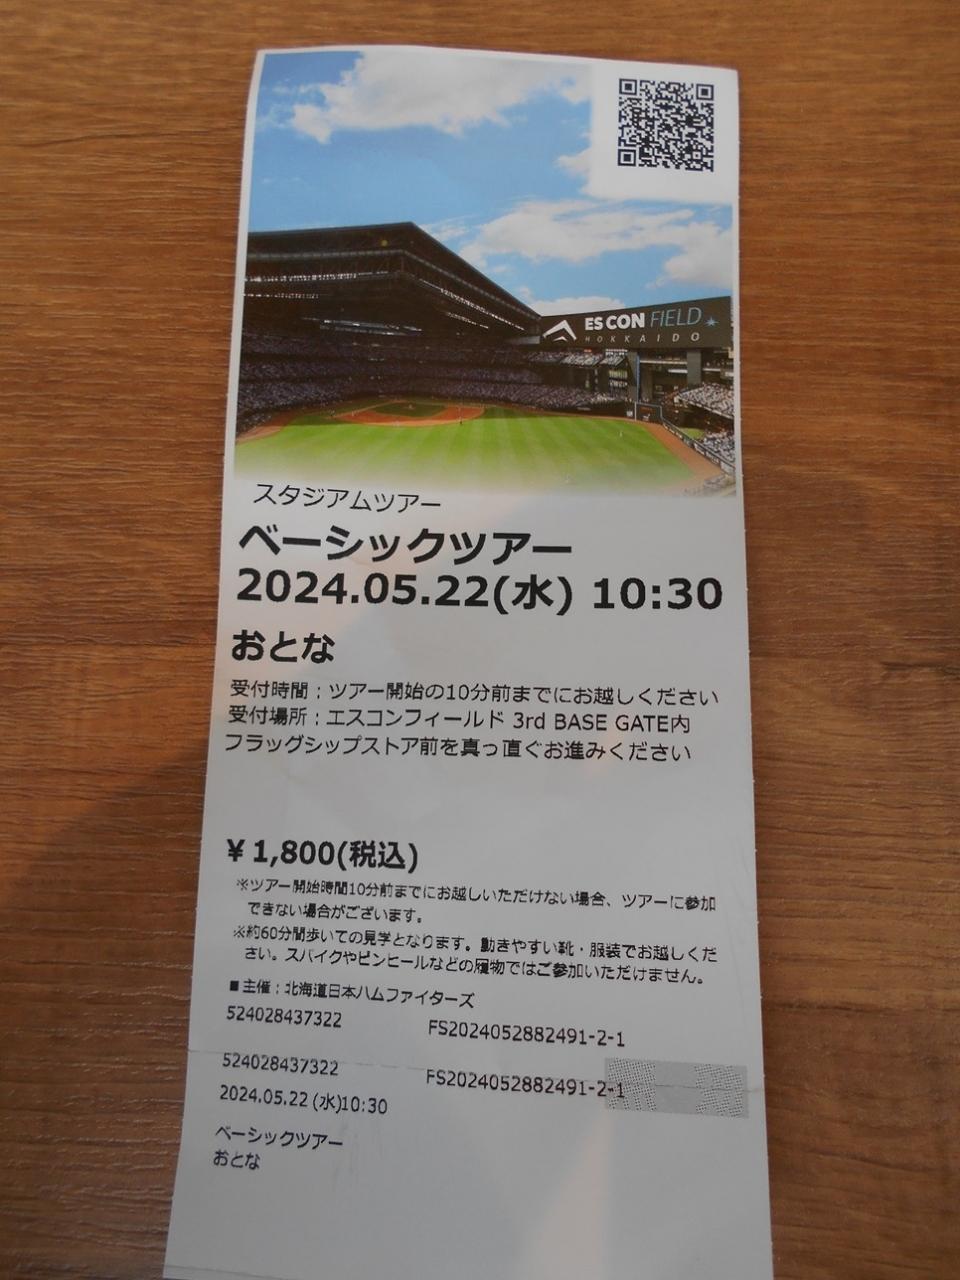 ES CON FIELD
HOKKAIDO
スタジアムツアー
ベーシックツアー
2024.05.22(水) 10:30
おとな
受付時間：ツアー開始の10分前までにお越しください
受付場所：エスコンフィールド 3rd BASE GATE内
フラッグシップストア前を真っ直ぐお進みください
￥1,800(税込)
※ツアー開始時間10分前までにお越しいただけない場合、ツアーに参加
できない場合がございます。
※約60分間歩いての見学となります。動きやすい靴・服装でお越しくだ
さい。スパイクやピンヒールなどの履物ではご参加いただけません。
■主催：北海道日本ハムファイターズ
524028437322 FS2024052882491-2-1
524028437322 FS2024052882491-2-1
2024.05.22 (水)10:30
ベーシックツアー
おとな